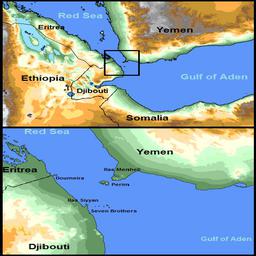 Red Sea
Yemen
Eritrea
Gulf of Aden
Ethiopia
Djibouti
Somalia
Red Sea
Yemen
Eritrea
Ras Menheli
Doumeira
Perim
Ras Siyyan
Seven Brothers
Djibouti
Gulf of Aden